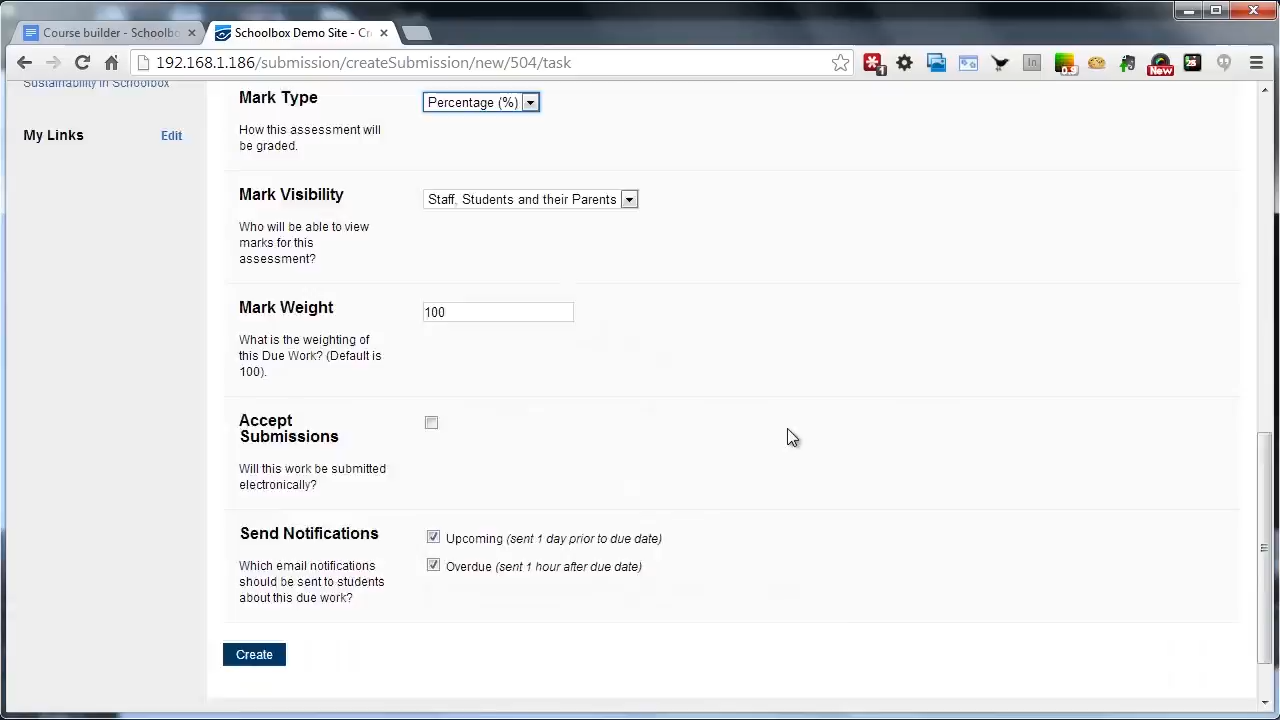 Course builder - Schoolbo
Schoolbox Demo Site - Cr
192.168.1.186/submission/createSubmission/new/504/task
Sustainability in Schoolbox
My Links
Edit
Mark Type
Percentage (%)
How this assessment will
be graded.
Mark Visibility
Staff, Students and their Parents
Who will be able to view
marks for this
assessment?
Mark Weight
100
What is the weighting of
this Due Work? (Default is
100).
Accept
Submissions
Will this work be submitted
electronically?
Send Notifications
Upcoming (sent 1 day prior to due date)
Overdue (sent 1 hour after due date)
Which email notifications
should be sent to students
about this due work?
Create